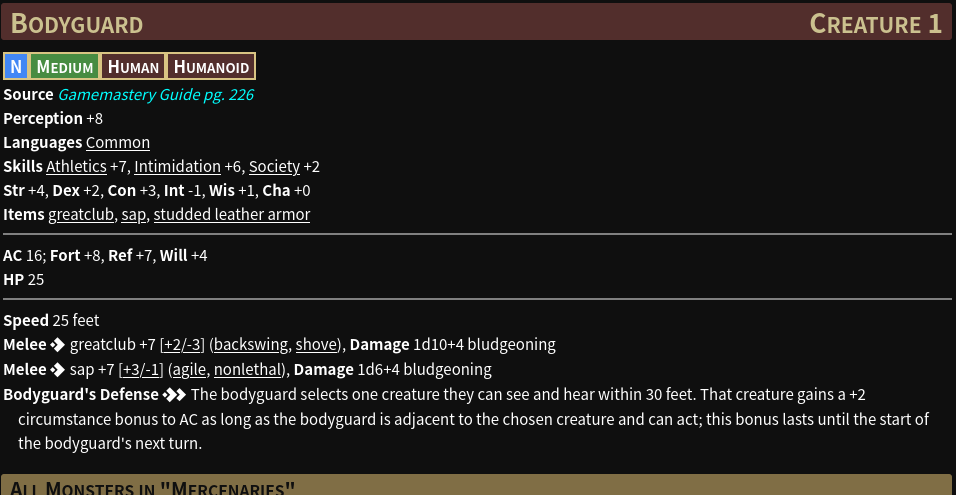 BODYGUARD CREATURE 1
N MEDIUM HUMAN HUMANOID
Source Gamemastery Guide pg. 226
Perception +8
Languages Common
Skills Athletics +7, Intimidation +6, Society +2
Str +4, Dex +2, Con +3, Int -1, Wis +1, Cha +0
Items greatclub, sap, studded leather armor
AC 16; Fort +8, Ref +7, Will +4
HP 25
Speed 25 feet
Melee greatclub +7 [+2/-3] (backswing, shove), Damage 1d10+4 bludgeoning
Melee sap +7 [+3/-1] (agile, nonlethal), Damage 1d6+4 bludgeoning
Bodyguard's Defense The bodyguard selects one creature they can see and hear within 30 feet. That creature gains a +2
circumstance bonus to AC as long as the bodyguard is adjacent to the chosen creature and can act; this bonus lasts until the start of
the bodyguard's next turn.
ALL MONSTERS IN "MERCENARIES"